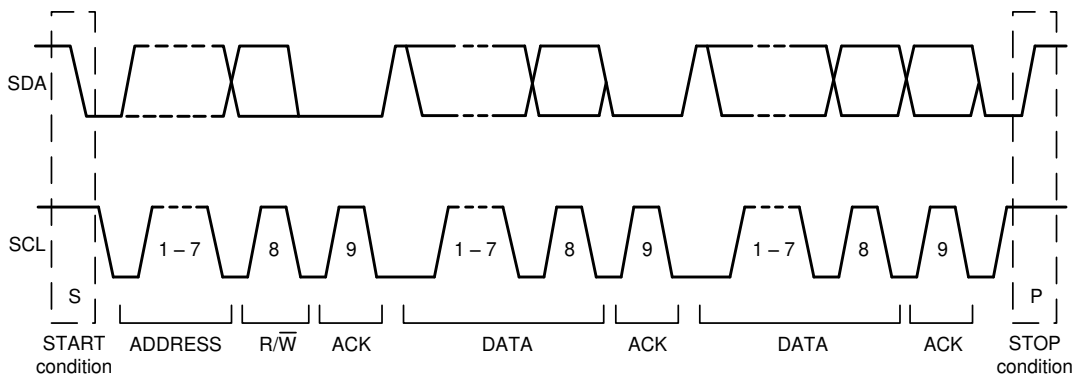 SDA
SCL
1 – 7 8 9 1 – 7 8 9 1 – 7 8 9
S P
START condition ADDRESS R/W̅ ACK DATA ACK DATA ACK STOP condition